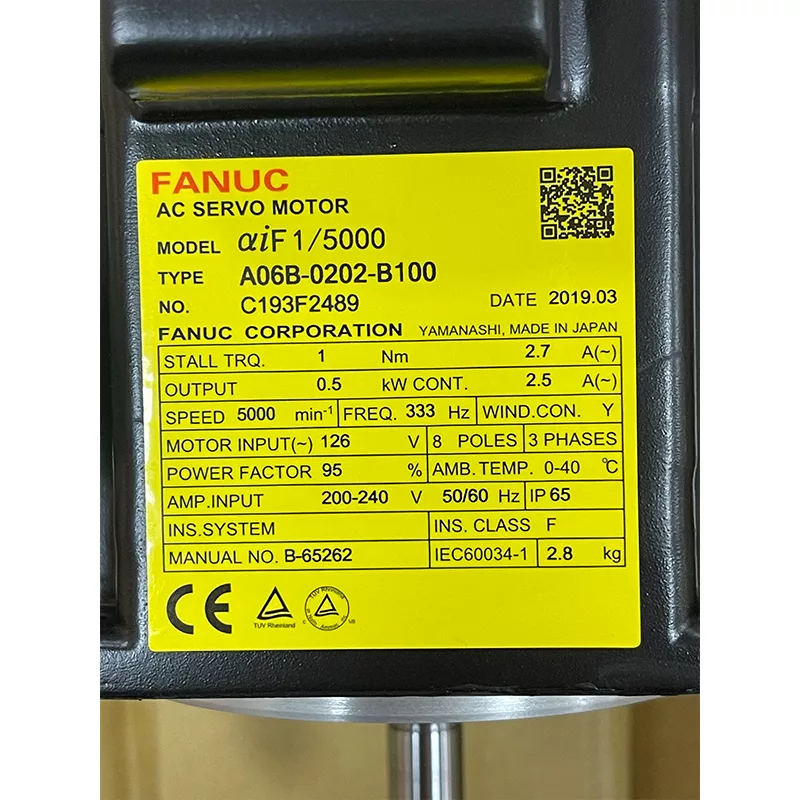 FANUC
AC SERVO MOTOR
MODEL αiF 1/5000
TYPE A06B-0202-B100
NO. C193F2489 DATE 2019.03
FANUC CORPORATION YAMANASHI, MADE IN JAPAN
STALL TRQ. 1 Nm 2.7 A(~)
OUTPUT 0.5 kW CONT. 2.5 A(~)
SPEED 5000 min-1 FREQ. 333 Hz WIND.CON. Y
MOTOR INPUT(~) 126 V 8 POLES 3 PHASES
POWER FACTOR 95 % AMB.TEMP. 0-40 ℃
AMP.INPUT 200-240 V 50/60 Hz IP 65
INS.SYSTEM INS. CLASS F
MANUAL NO. B-65262 IEC60034-1 2.8 kg
CE
TUV Rheinland
TUV Rheinland
C US